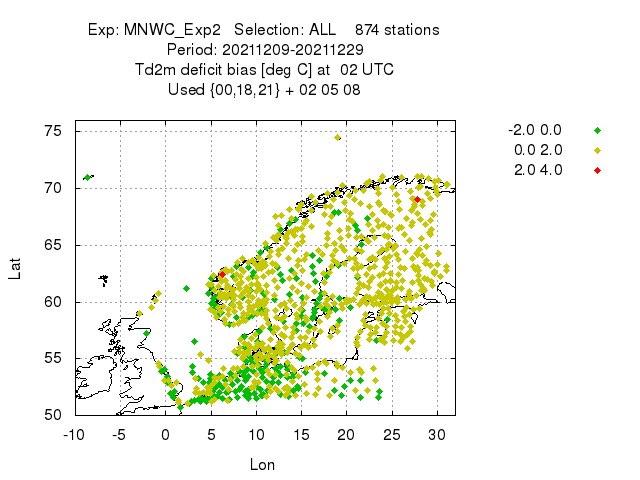 Exp: MNWC_Exp2 Selection: ALL 874 stations
Period: 20211209-20211229
Td2m deficit bias [deg C] at 02 UTC
Used {00,18,21} + 02 05 08
-2.0 0.0
0.0 2.0
2.0 4.0
75
70
65
60
55
50
Lat
-10 -5 0 5 10 15 20 25 30
Lon